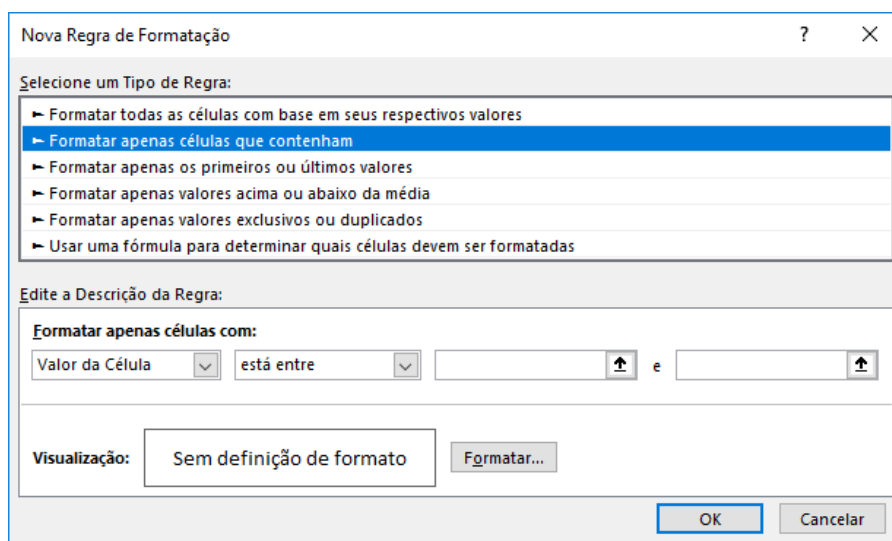 Nova Regra de Formatação ? ×
Selecione um Tipo de Regra:
► Formatar todas as células com base em seus respectivos valores
► Formatar apenas células que contenham
► Formatar apenas os primeiros ou últimos valores
► Formatar apenas valores acima ou abaixo da média
► Formatar apenas valores exclusivos ou duplicados
► Usar uma fórmula para determinar quais células devem ser formatadas
Edite a Descrição da Regra:
Formatar apenas células com:
Valor da Célula está entre e
Visualização: Sem definição de formato Formatar...
OK Cancelar